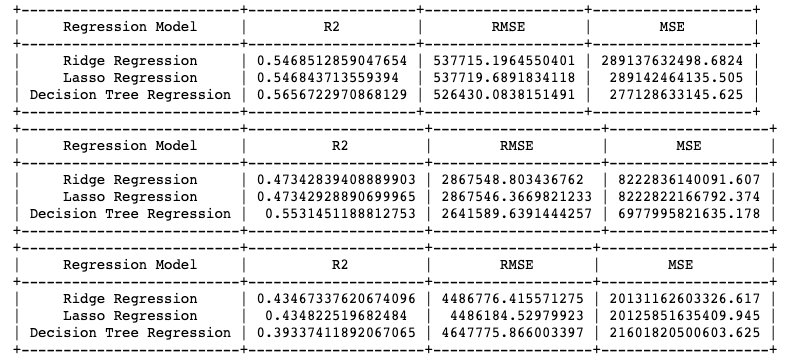 Regression Model | R2 | RMSE | MSE
Ridge Regression | 0.5468512859047654 | 537715.1964550401 | 289137632498.6824
Lasso Regression | 0.546843713559394 | 537719.6891834118 | 289142464135.505
Decision Tree Regression | 0.5656722970868129 | 526430.0838151491 | 277128633145.625
Regression Model | R2 | RMSE | MSE
Ridge Regression | 0.47342839408889903 | 2867548.803436762 | 8222836140091.607
Lasso Regression | 0.47342928890699965 | 2867546.3669821233 | 8222822166792.374
Decision Tree Regression | 0.5531451188812753 | 2641589.6391444257 | 6977995821635.178
Regression Model | R2 | RMSE | MSE
Ridge Regression | 0.43467337620674096 | 4486776.415571275 | 20131162603326.617
Lasso Regression | 0.434822519682484 | 4486184.52979923 | 20125851635409.945
Decision Tree Regression | 0.39337411892067065 | 4647775.866003397 | 21601820500603.625